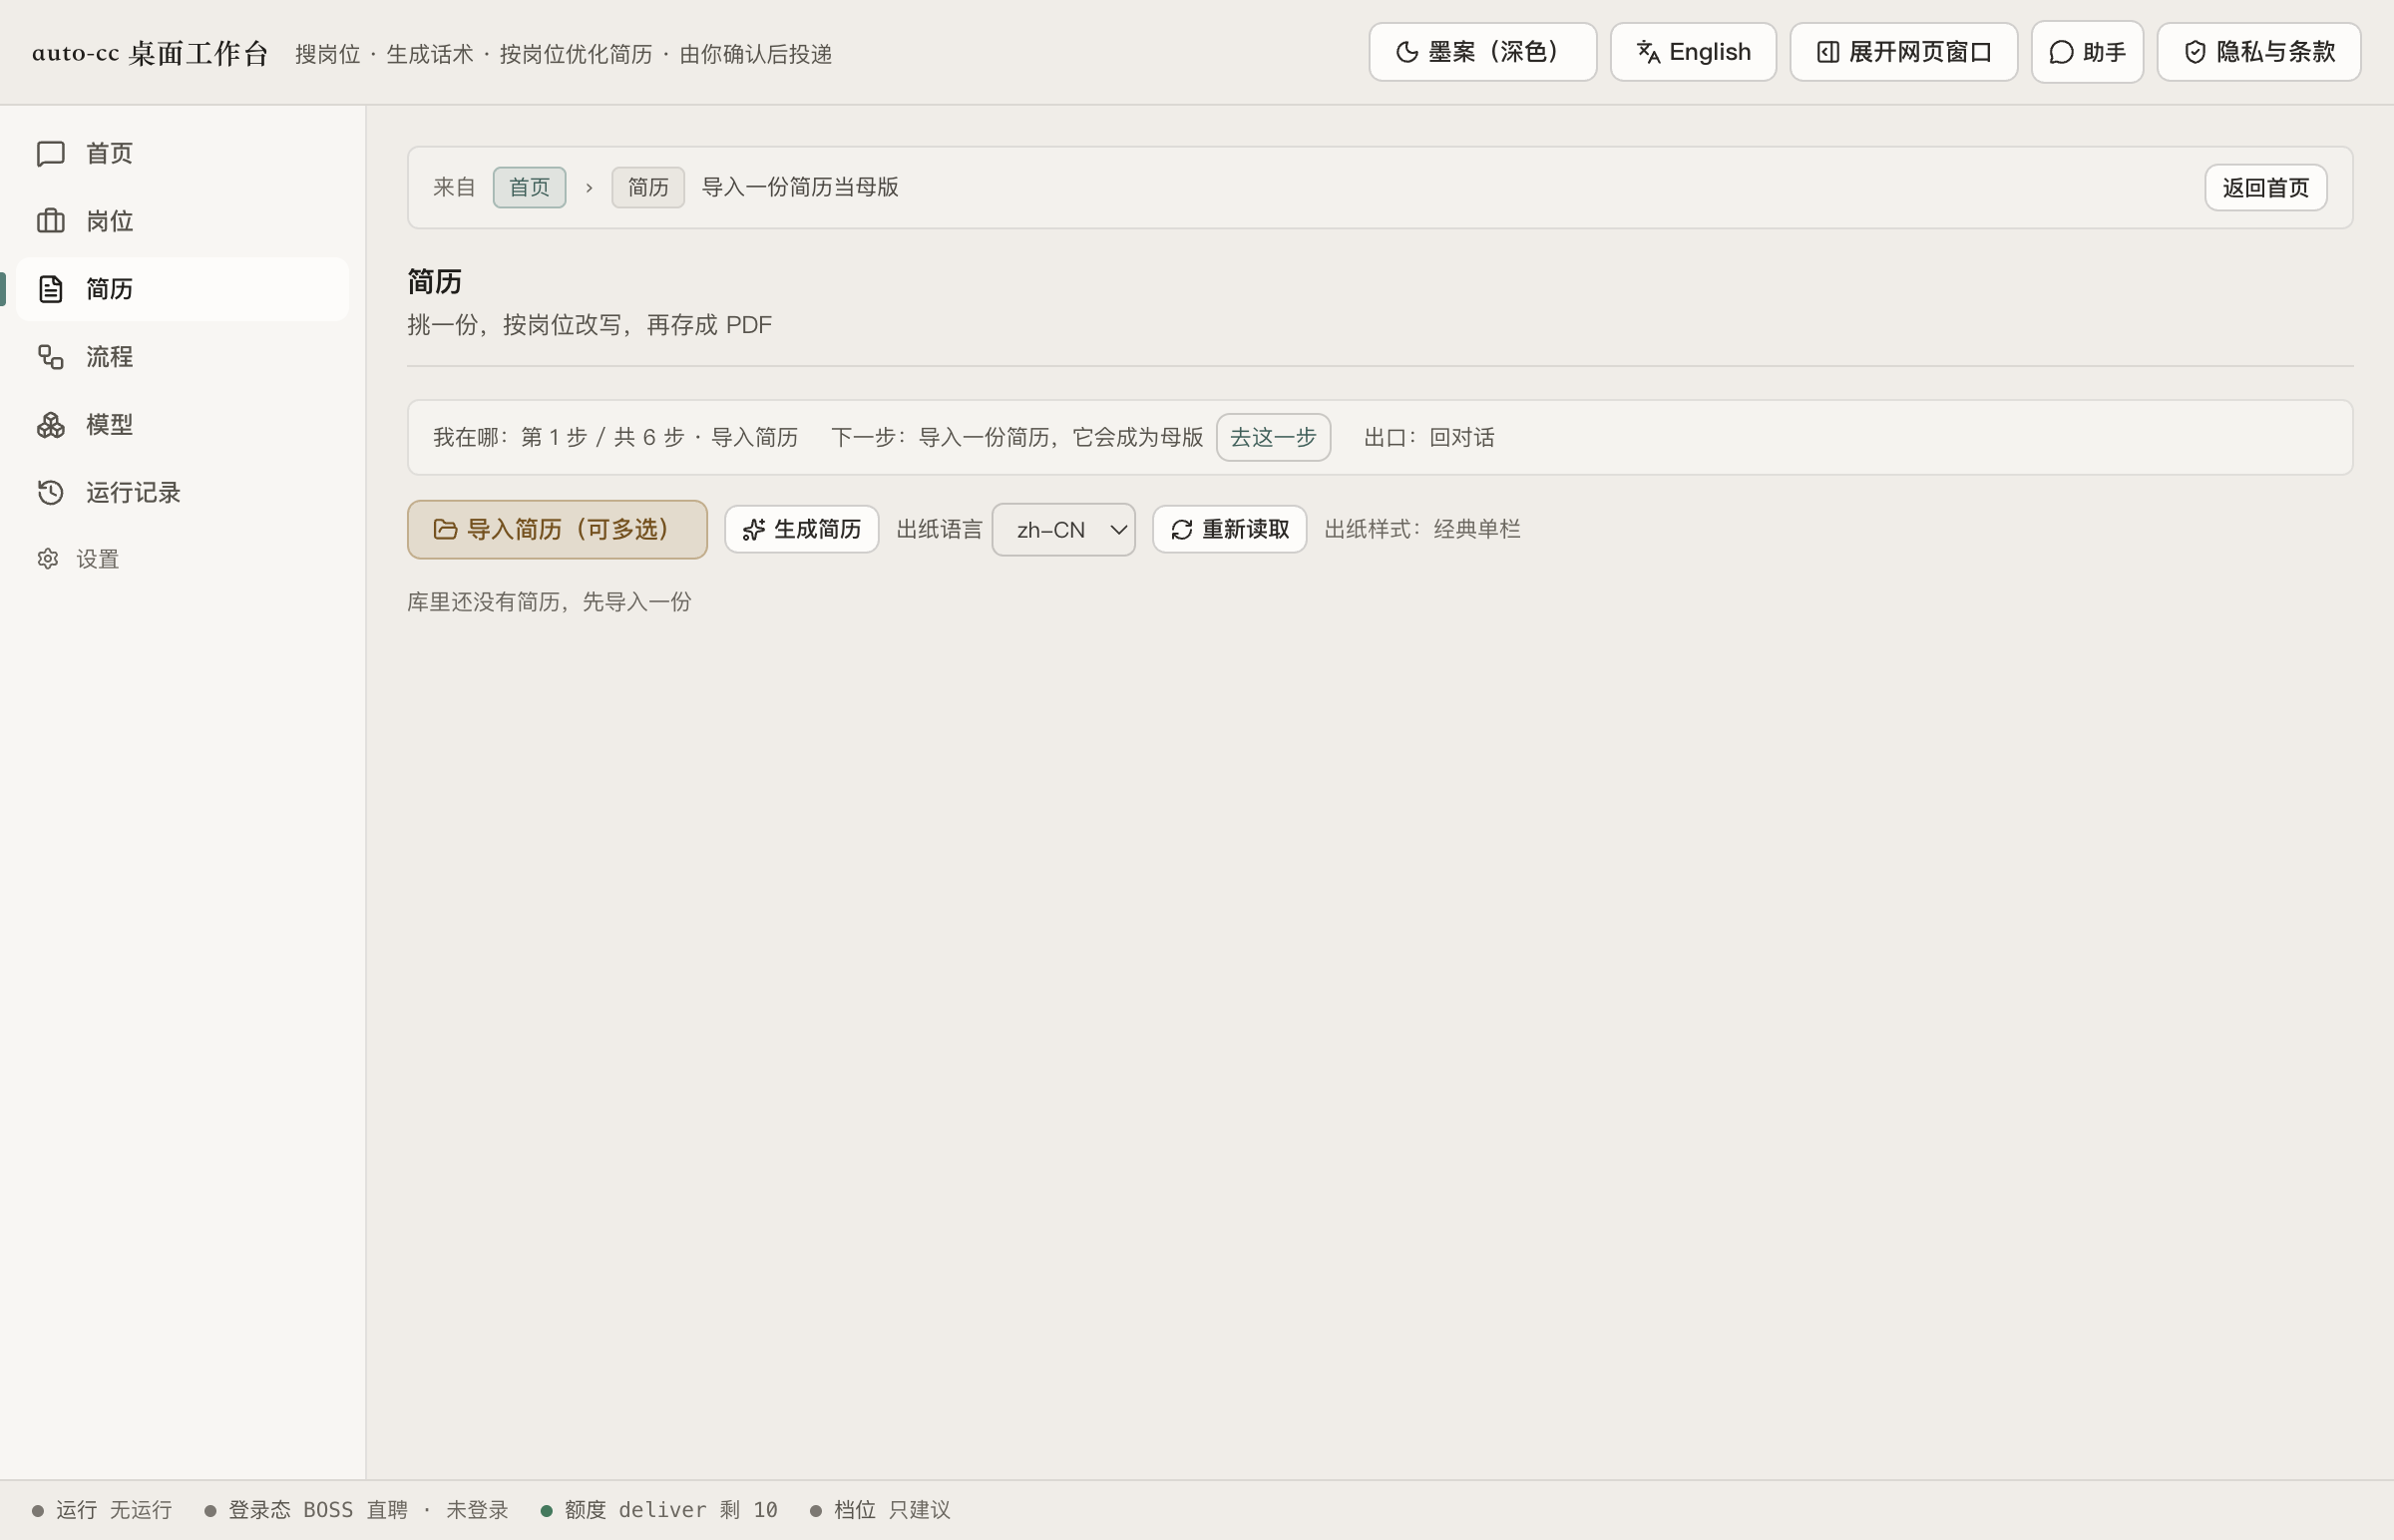 auto-cc 桌面工作台 搜岗位 · 生成话术 · 按岗位优化简历 · 由你确认后投递 墨案（深色） English 展开网页窗口 助手 隐私与条款
首页
岗位
简历
流程
模型
运行记录
设置
来自 首页 › 简历 导入一份简历当母版 返回首页
简历
挑一份，按岗位改写，再存成 PDF
我在哪：第 1 步 / 共 6 步 · 导入简历 下一步：导入一份简历，它会成为母版 去这一步 出口：回对话
导入简历（可多选） 生成简历 出纸语言 zh-CN 重新读取 出纸样式：经典单栏
库里还没有简历，先导入一份
运行 无运行 登录态 BOSS 直聘 · 未登录 额度 deliver 剩 10 档位 只建议